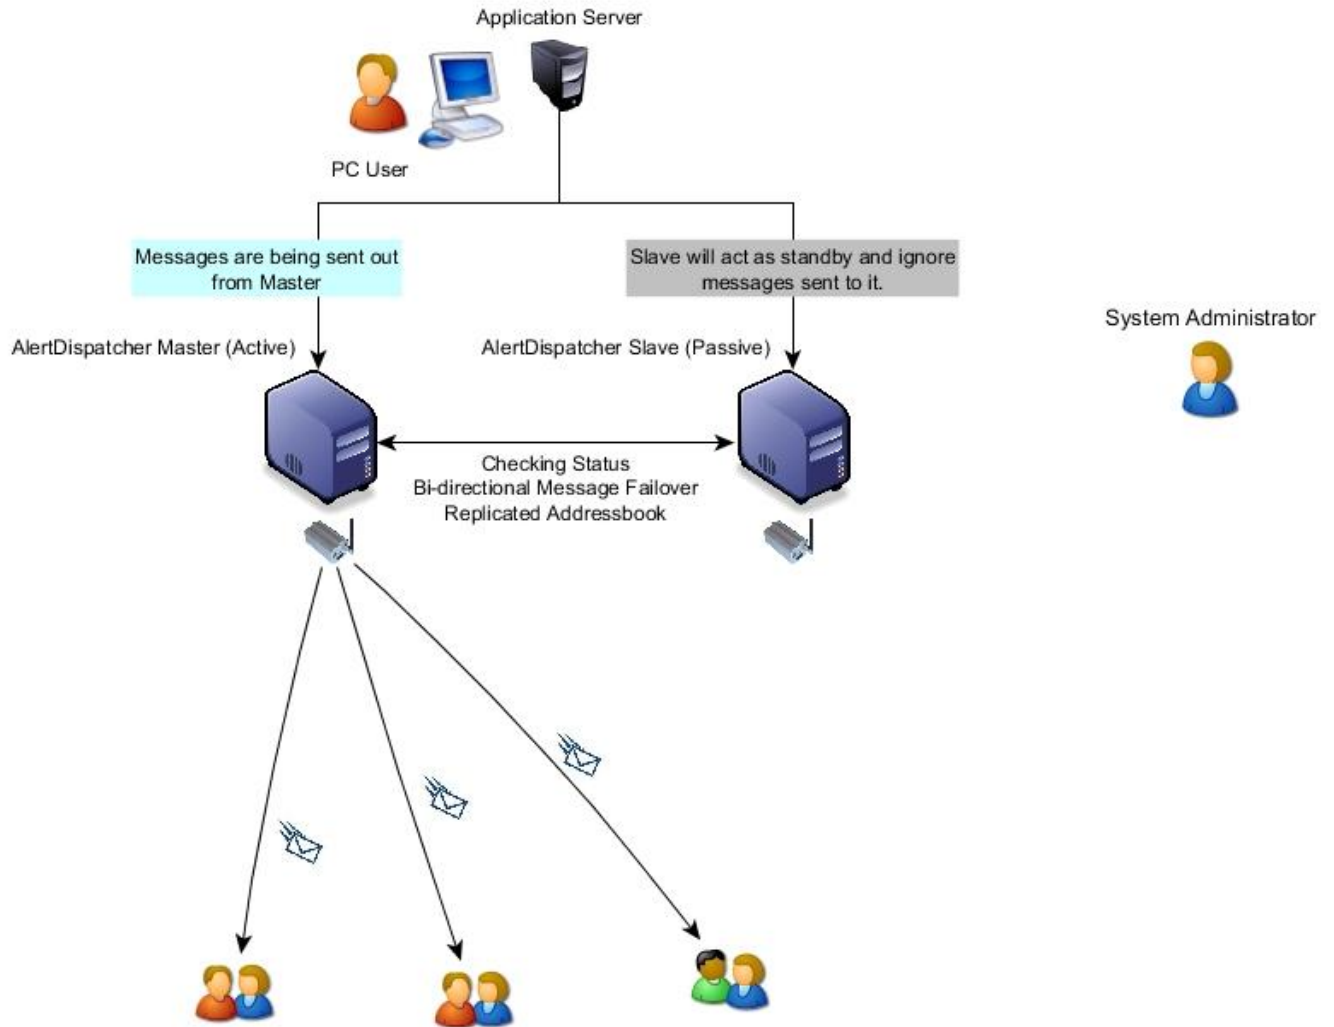 Application Server
PC User
Messages are being sent out
from Master
Slave will act as standby and ignore
messages sent to it.
System Administrator
AlertDispatcher Master (Active)
AlertDispatcher Slave (Passive)
Checking Status
Bi-directional Message Failover
Replicated Addressbook